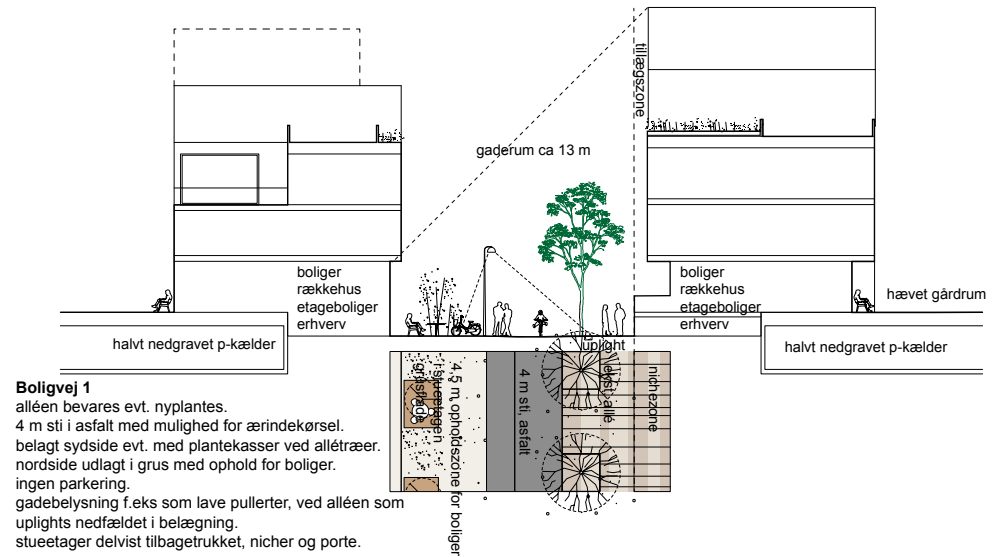 tillægszone
gaderum ca 13 m
boliger
rækkehus
etageboliger
erhverv
boliger
rækkehus
etageboliger
erhverv
hævet gårdrum
halvt nedgravet p-kælder
halvt nedgravet p-kælder
uplight
4,5 m opholdszone for boliger
i stueetagen
grusflade
4 m sti, asfalt
ekst. allé
nichezone
Boligvej 1
alléen bevares evt. nyplantes.
4 m sti i asfalt med mulighed for ærindekørsel.
belagt sydside evt. med plantekasser ved allétræer.
nordside udlagt i grus med ophold for boliger.
ingen parkering.
gadebelysning f.eks som lave pullerter, ved alléen som
uplights nedfældet i belægning.
stueetager delvist tilbagetrukket, nicher og porte.